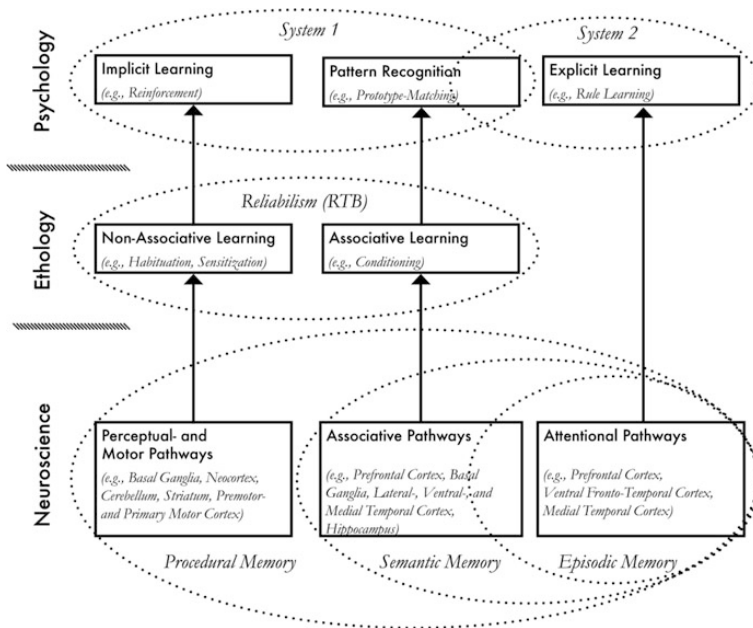 System 1
System 2
Psychology
Implicit Learning
(e.g., Reinforcement)
Pattern Recognition
(e.g., Prototype-Matching)
Explicit Learning
(e.g., Rule Learning)
Reliabilism (RTB)
Ethology
Non-Associative Learning
(e.g., Habituation, Sensitization)
Associative Learning
(e.g., Conditioning)
Neuroscience
Perceptual- and
Motor Pathways
(e.g., Basal Ganglia, Neocortex,
Cerebellum, Striatum, Premotor-
and Primary Motor Cortex)
Associative Pathways
(e.g., Prefrontal Cortex, Basal
Ganglia, Lateral-, Ventral-, and
Medial Temporal Cortex,
Hippocampus)
Attentional Pathways
(e.g., Prefrontal Cortex,
Ventral Fronto-Temporal Cortex,
Medial Temporal Cortex)
Procedural Memory
Semantic Memory
Episodic Memory